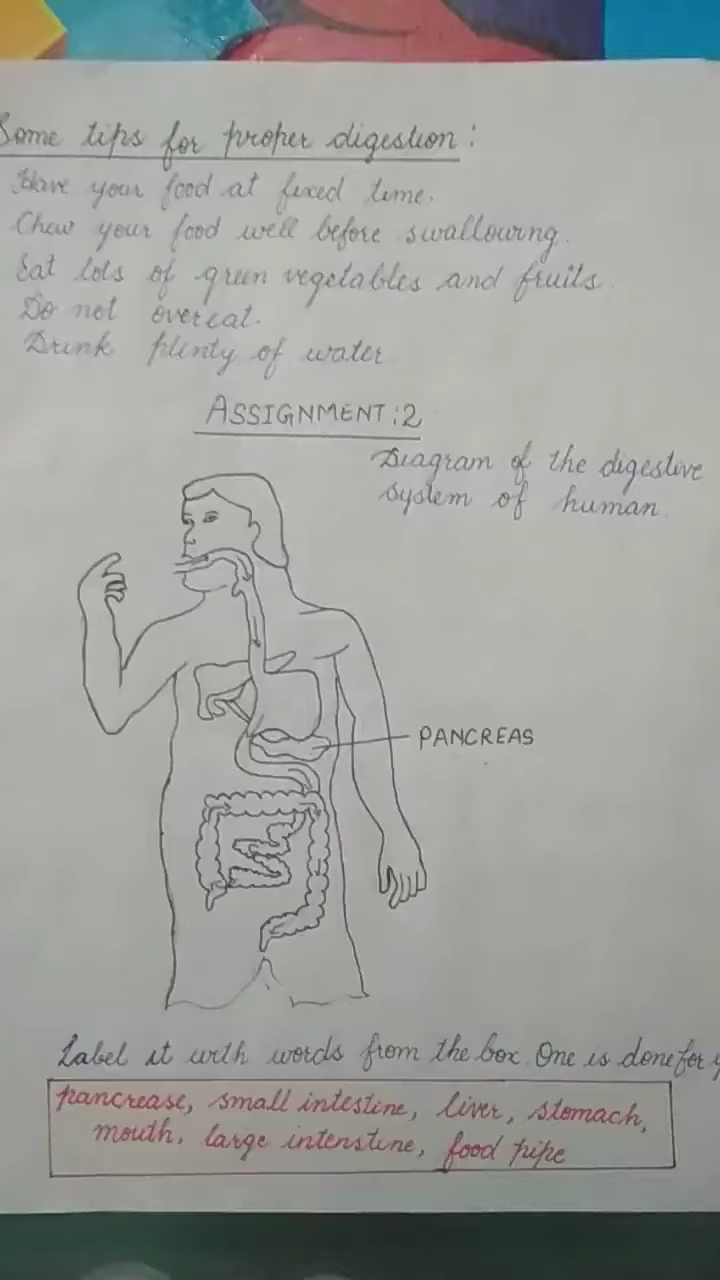 Some tips for proper digestion:
Have your food at fixed time.
Chew your food well before swallowing.
Eat lots of green vegetables and fruits.
Do not overeat.
Drink plenty of water
ASSIGNMENT:2
Diagram of the digestive
system of human.
PANCREAS
Label it with words from the box. One is done for y
pancrease, small intestine, liver, stomach,
mouth, large intenstine, food pipe